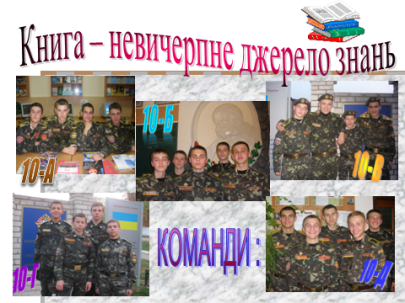 Книга – невичерпне джерело знань
10-А
10-Б
10-В
10-Г
КОМАНДИ :
10-Д